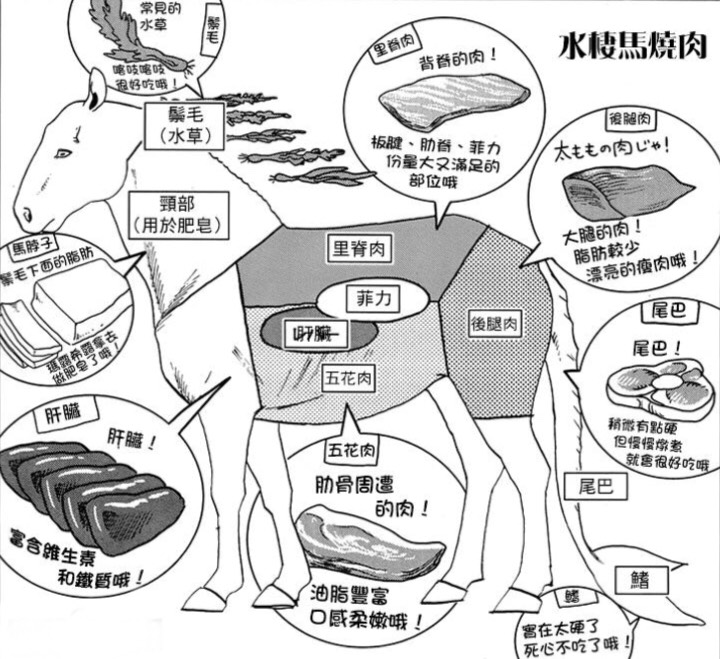 水棲馬燒肉
常見的
水草
鬃毛
喀吱喀吱
很好吃哦！
鬃毛
（水草）
里脊肉
背脊的肉！
板腱、肋脊、菲力
份量大又滿足的
部位哦
後腿肉
太ももの肉じゃ！
大腿的肉！
脂肪較少
漂亮的瘦肉哦！
頸部
（用於肥皂）
馬脖子
鬃毛下面的脂肪
瑪露希爾拿去
做肥皂了哦！
里脊肉
菲力
肝臟
五花肉
後腿肉
尾巴
尾巴！
稍微有點硬
但慢慢燉煮
就會很好吃哦
肝臟
肝臟！
富含維生素
和鐵質哦！
五花肉
肋骨周遭
的肉！
油脂豐富
口感柔嫩哦！
尾巴
鰭
鰭
實在太硬了
死心不吃了哦！